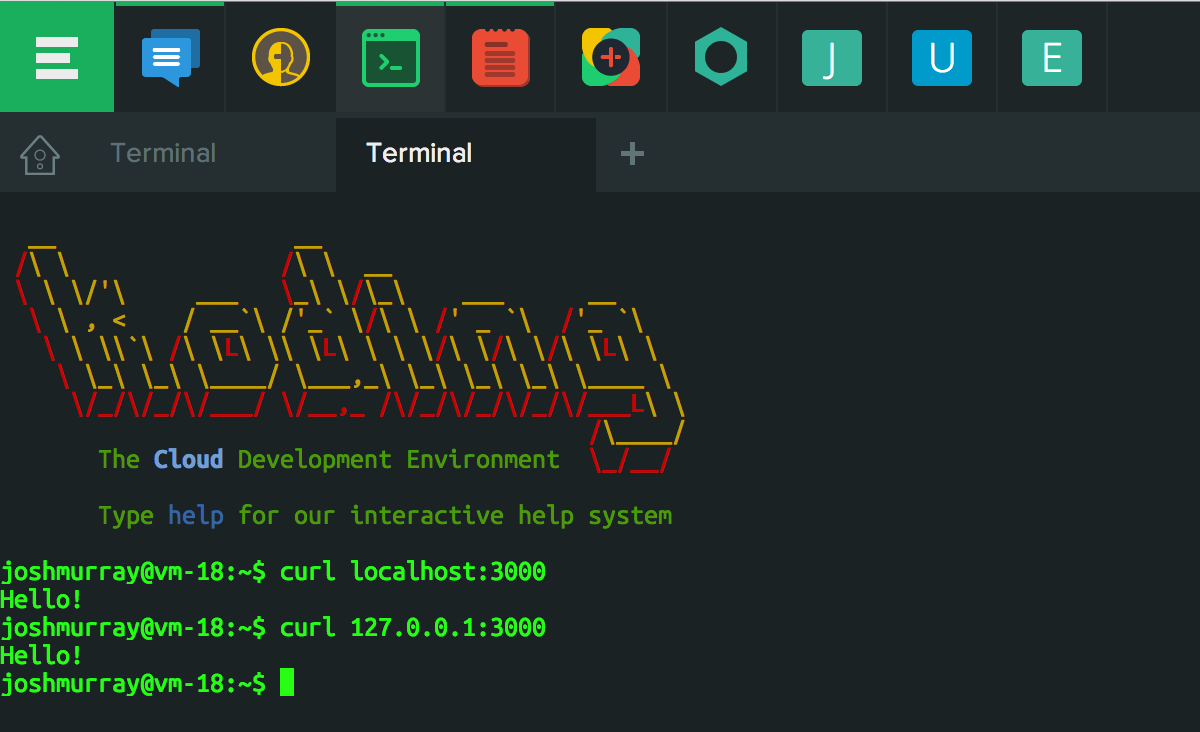 J U E
Terminal Terminal +
koding
The Cloud Development Environment
Type help for our interactive help system
joshmurray@vm-18:~$ curl localhost:3000
Hello!
joshmurray@vm-18:~$ curl 127.0.0.1:3000
Hello!
joshmurray@vm-18:~$